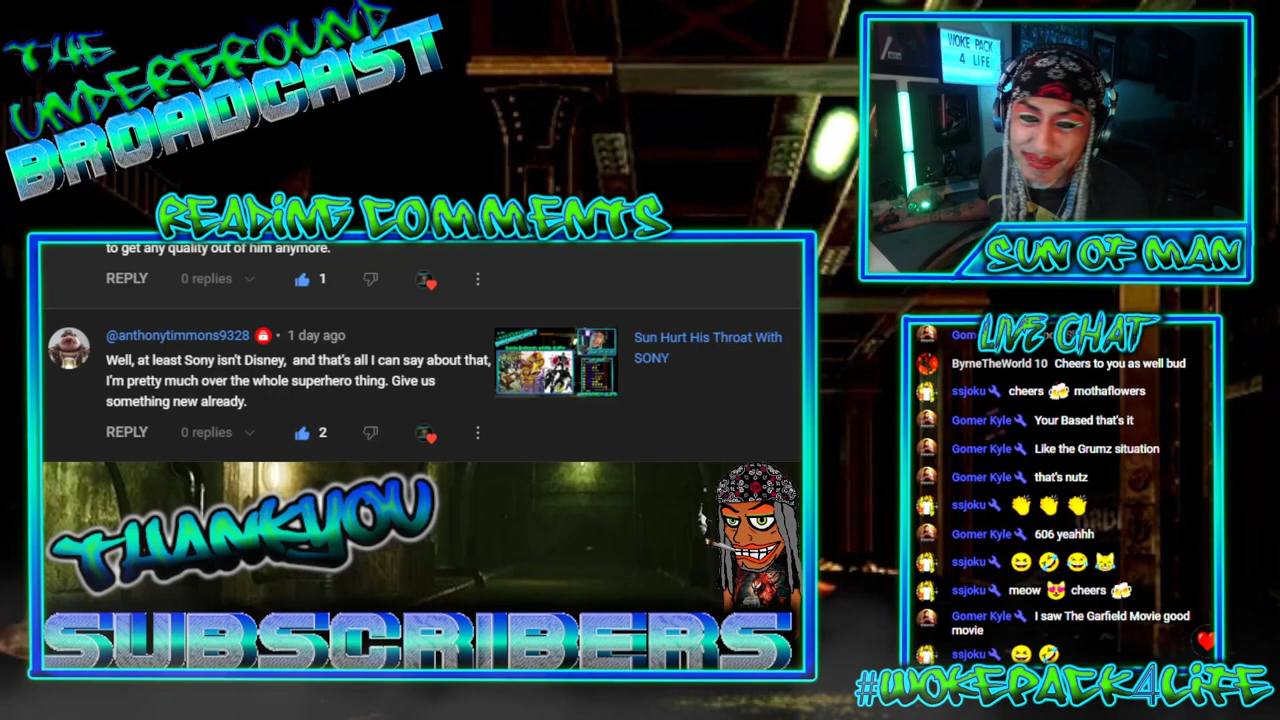 THE
UNDERGROUND
BROADCAST
READING COMMENTS
to get any quality out of him anymore.
REPLY 0 replies 1
@anthonytimmons9328 • 1 day ago
Well, at least Sony isn't Disney, and that's all I can say about that,
I'm pretty much over the whole superhero thing. Give us
something new already.
REPLY 0 replies 2
Sun Hurt His Throat With
SONY
THANKYOU
SUBSCRIBERS
WOKE PACK
4 LIFE
SUN OF MAN
LIVE CHAT
ByrneTheWorld 10 Cheers to you as well bud
ssjoku🔧 cheers 🍻 mothaflowers
Gomer Kyle🔧 Your Based that's it
Gomer Kyle🔧 Like the Grumz situation
Gomer Kyle🔧 that's nutz
ssjoku🔧 👏 👏 👏
Gomer Kyle🔧 606 yeahhh
ssjoku🔧 😆 🤣 😂 😹
ssjoku🔧 meow 😻 cheers 🍻
Gomer Kyle🔧 I saw The Garfield Movie good
movie
ssjoku🔧 😆 🤣
#WOKEPACK4LIFE